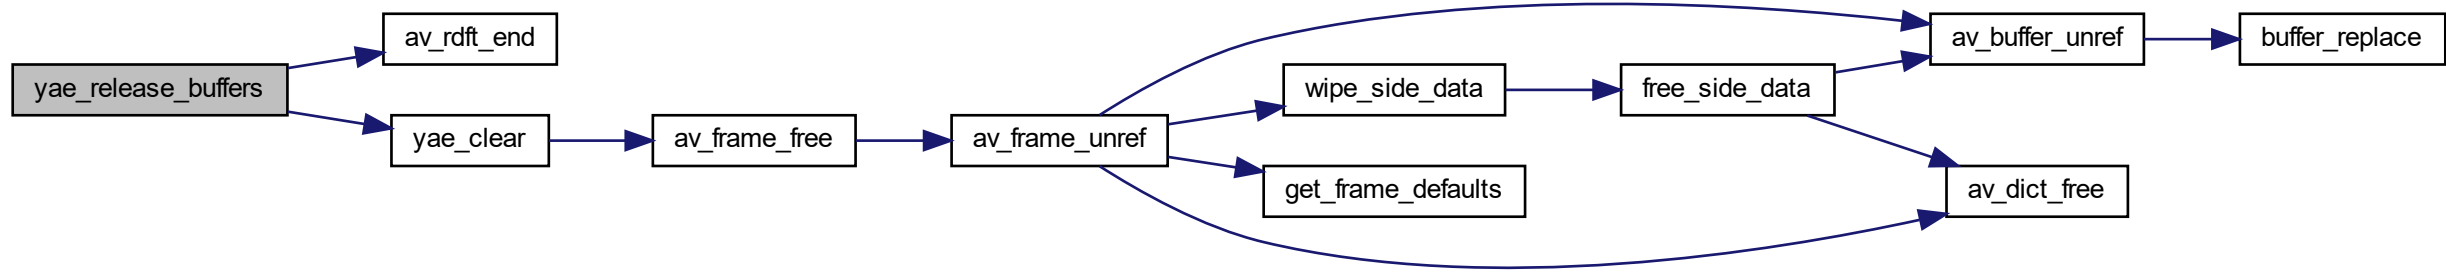 yae_release_buffers
av_rdft_end
yae_clear
av_frame_free
av_frame_unref
wipe_side_data
get_frame_defaults
free_side_data
av_buffer_unref
av_dict_free
buffer_replace